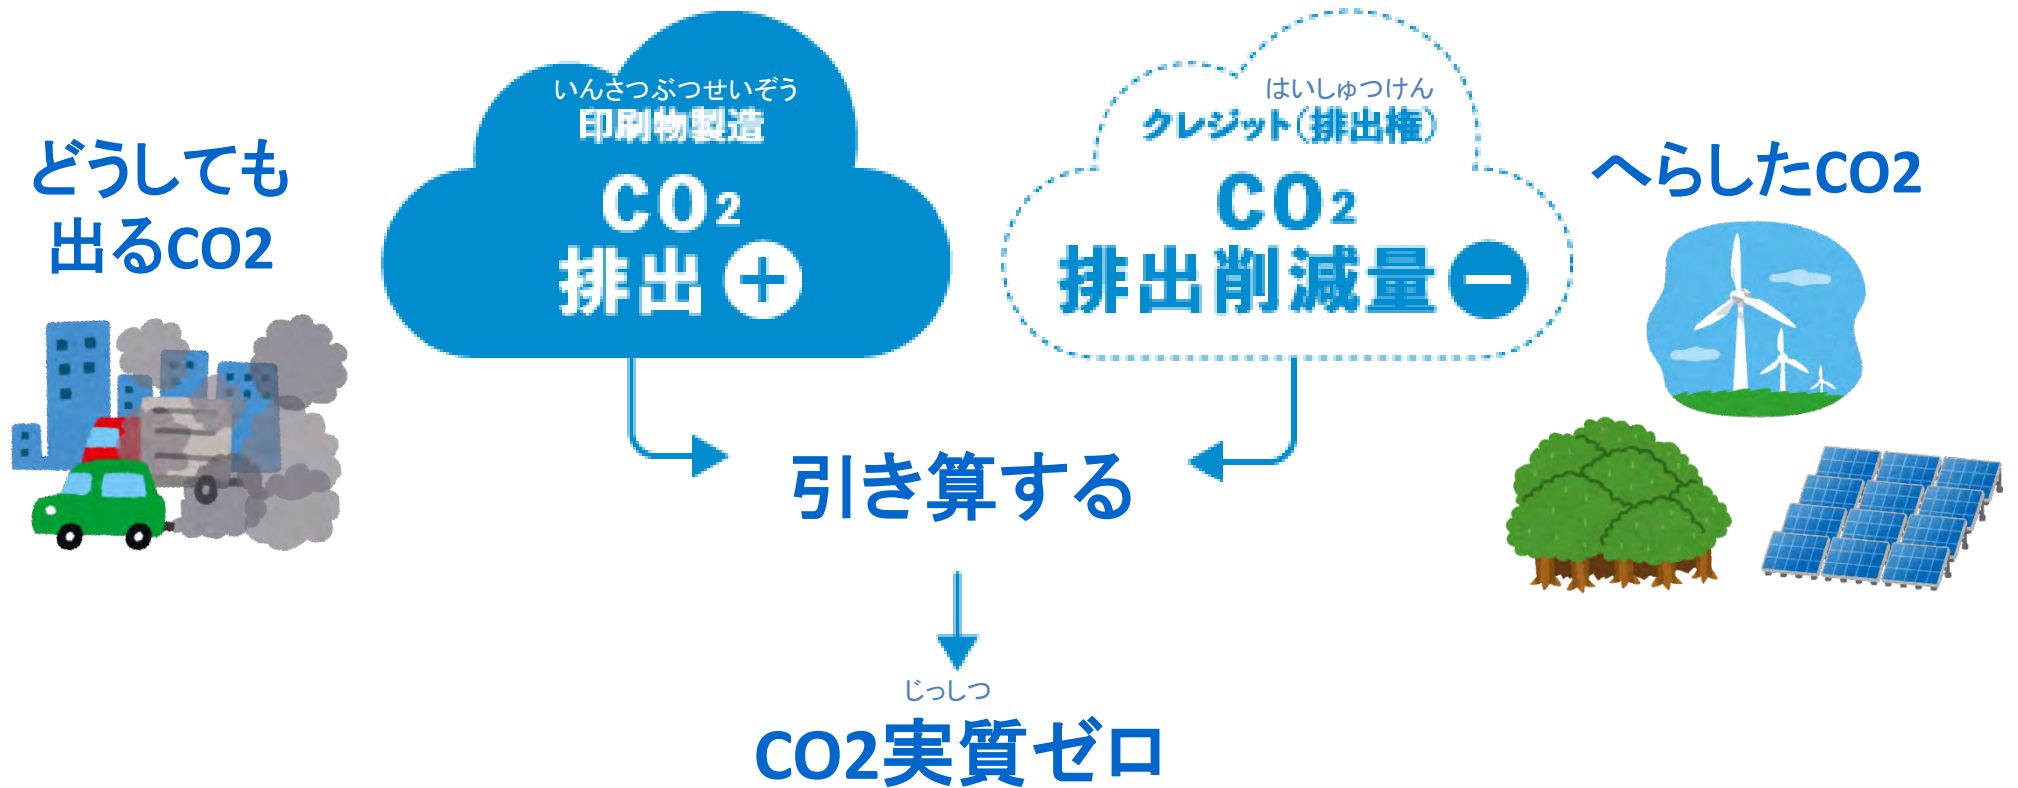 どうしても
出るCO2
いんさつぶつせいぞう
印刷物製造
CO2
排出+
はいしゅつけん
クレジット(排出権)
CO2
排出削減量−
へらしたCO2
引き算する
じっしつ
CO2実質ゼロ